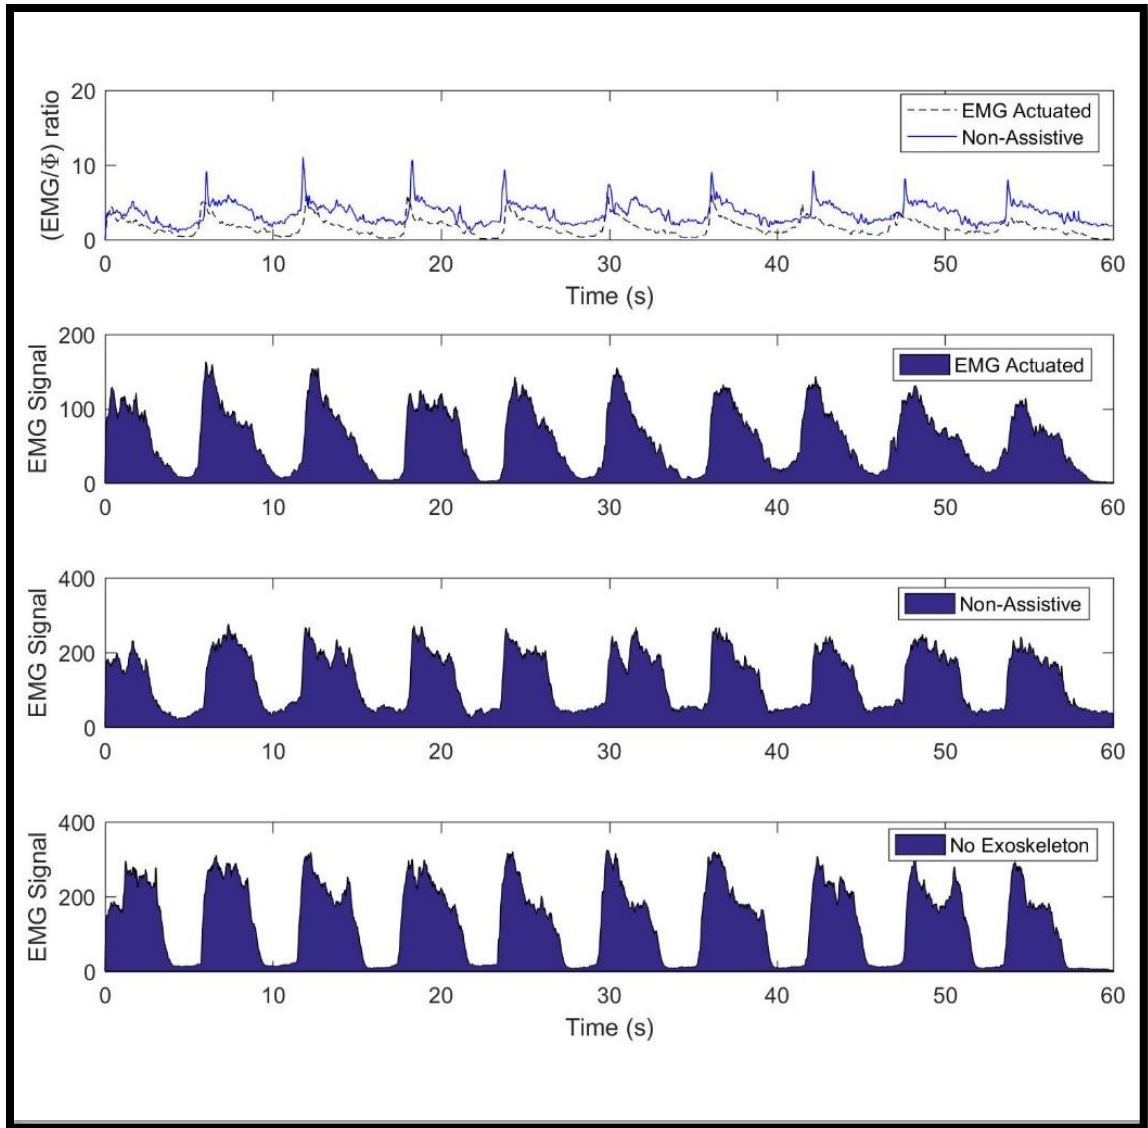 (EMG/Φ) ratio
20
10
0
EMG Actuated
Non-Assistive
0 10 20 30 40 50 60
Time (s)
EMG Signal
200
100
0
EMG Actuated
0 10 20 30 40 50 60
EMG Signal
400
200
0
Non-Assistive
0 10 20 30 40 50 60
EMG Signal
400
200
0
No Exoskeleton
0 10 20 30 40 50 60
Time (s)